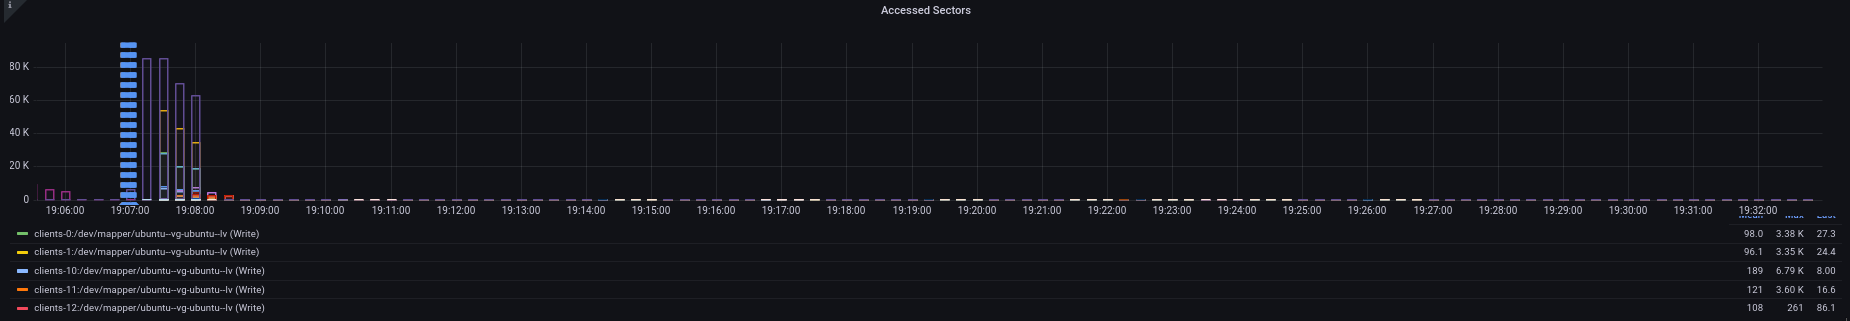 i
Accessed Sectors
80 K
60 K
40 K
20 K
0
19:06:00 19:07:00 19:08:00 19:09:00 19:10:00 19:11:00 19:12:00 19:13:00 19:14:00 19:15:00 19:16:00 19:17:00 19:18:00 19:19:00 19:20:00 19:21:00 19:22:00 19:23:00 19:24:00 19:25:00 19:26:00 19:27:00 19:28:00 19:29:00 19:30:00 19:31:00 19:32:00
clients-0:/dev/mapper/ubuntu--vg-ubuntu--lv (Write) 98.0 3.38 K 27.3
clients-1:/dev/mapper/ubuntu--vg-ubuntu--lv (Write) 96.1 3.35 K 24.4
clients-10:/dev/mapper/ubuntu--vg-ubuntu--lv (Write) 189 6.79 K 8.00
clients-11:/dev/mapper/ubuntu--vg-ubuntu--lv (Write) 121 3.60 K 16.6
clients-12:/dev/mapper/ubuntu--vg-ubuntu--lv (Write) 108 261 86.1